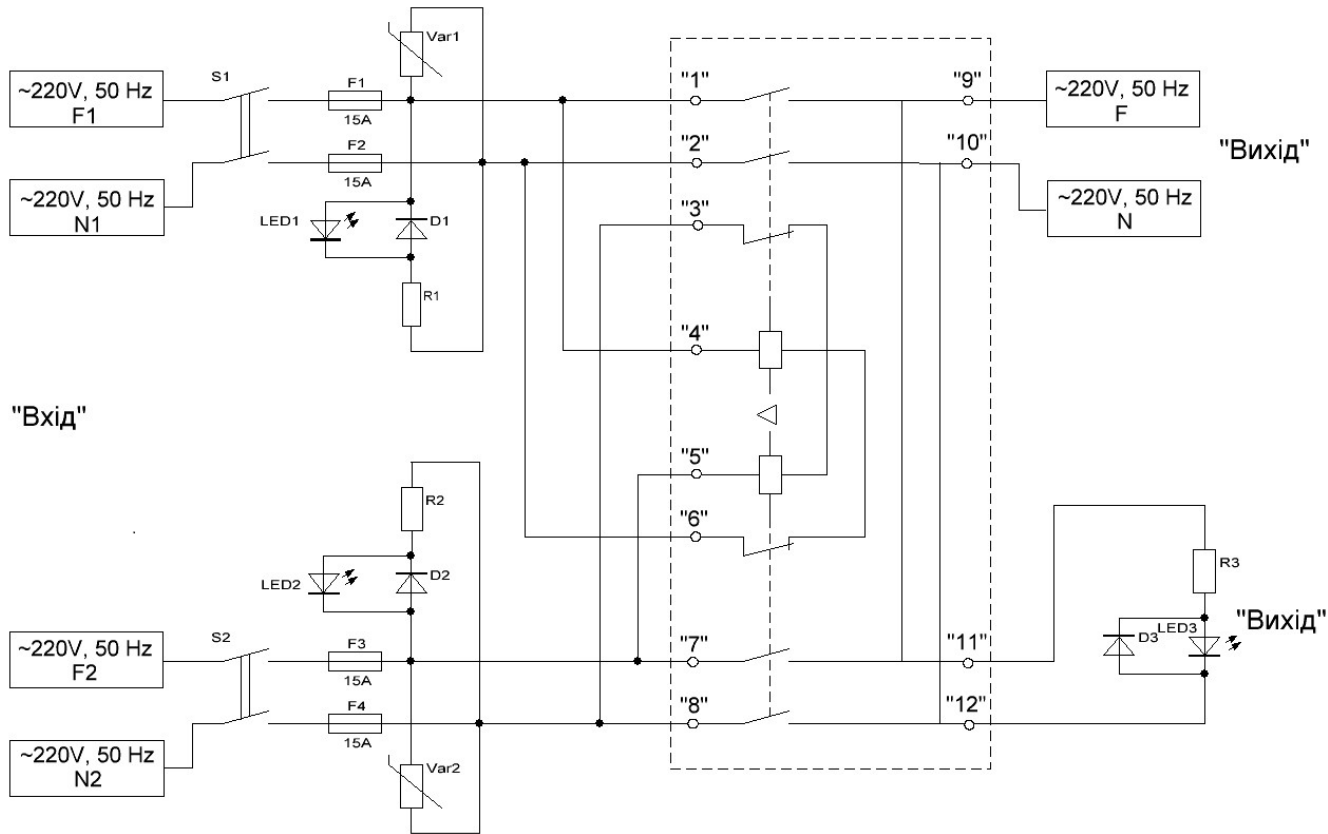 Var1
~220V, 50 Hz
F1
S1
F1
15A
"1"
"9"
~220V, 50 Hz
F
F2
15A
"2"
"10"
"Вихід"
~220V, 50 Hz
N1
LED1
D1
"3"
~220V, 50 Hz
N
R1
"4"
"Вхід"
"5"
R2
"6"
LED2
D2
R3
~220V, 50 Hz
F2
S2
F3
15A
"7"
"11"
D3
LED3
"Вихід"
F4
15A
"8"
"12"
~220V, 50 Hz
N2
Var2